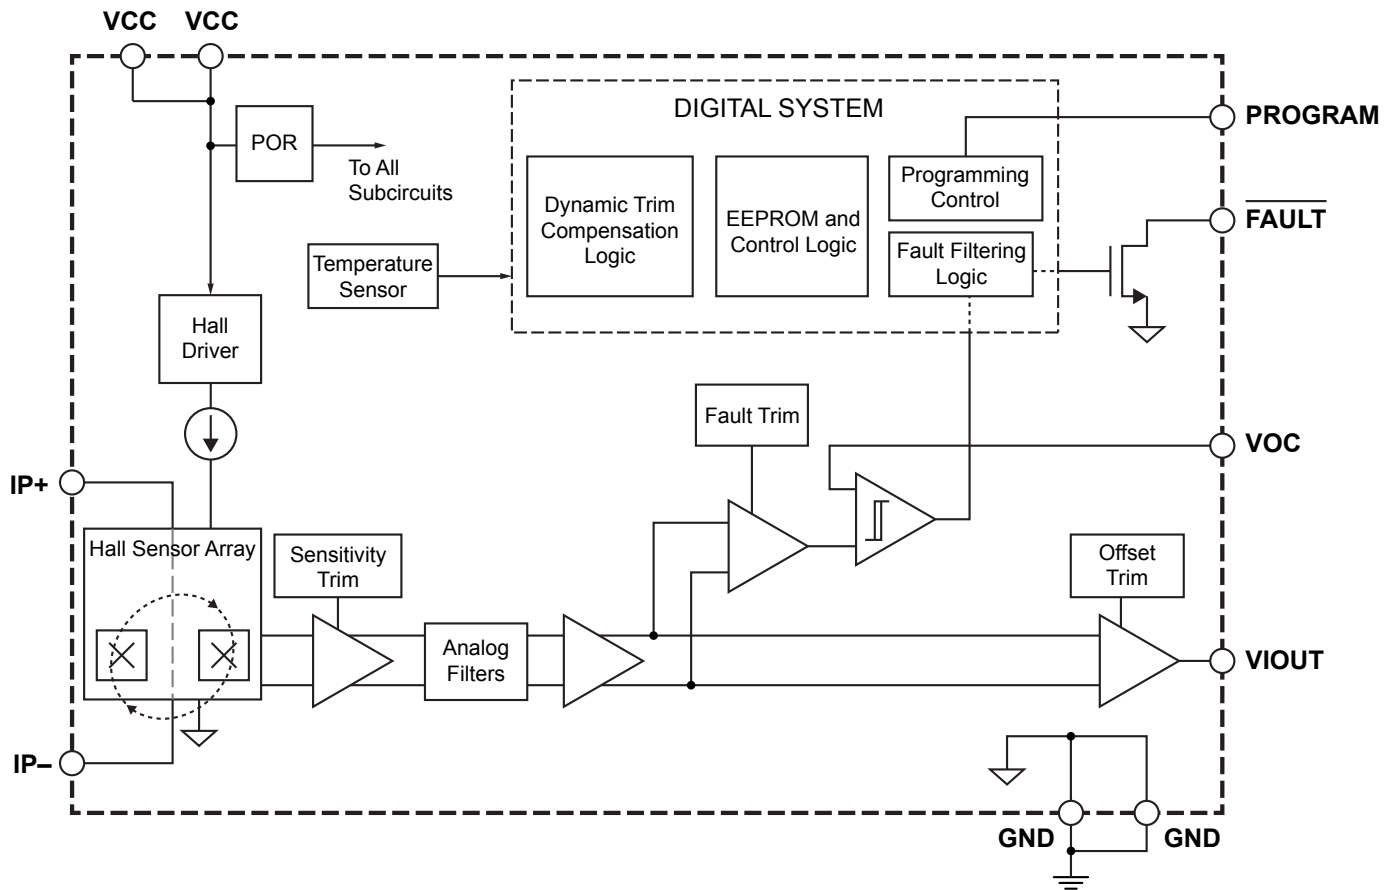 VCC VCC
DIGITAL SYSTEM
PROGRAM
POR
To All
Subcircuits
Dynamic Trim
Compensation
Logic
EEPROM and
Control Logic
Programming
Control
FAULT
Fault Filtering
Logic
Temperature
Sensor
Hall
Driver
Fault Trim
VOC
IP+
Hall Sensor Array
Sensitivity
Trim
Offset
Trim
Analog
Filters
VIOUT
IP–
GND GND